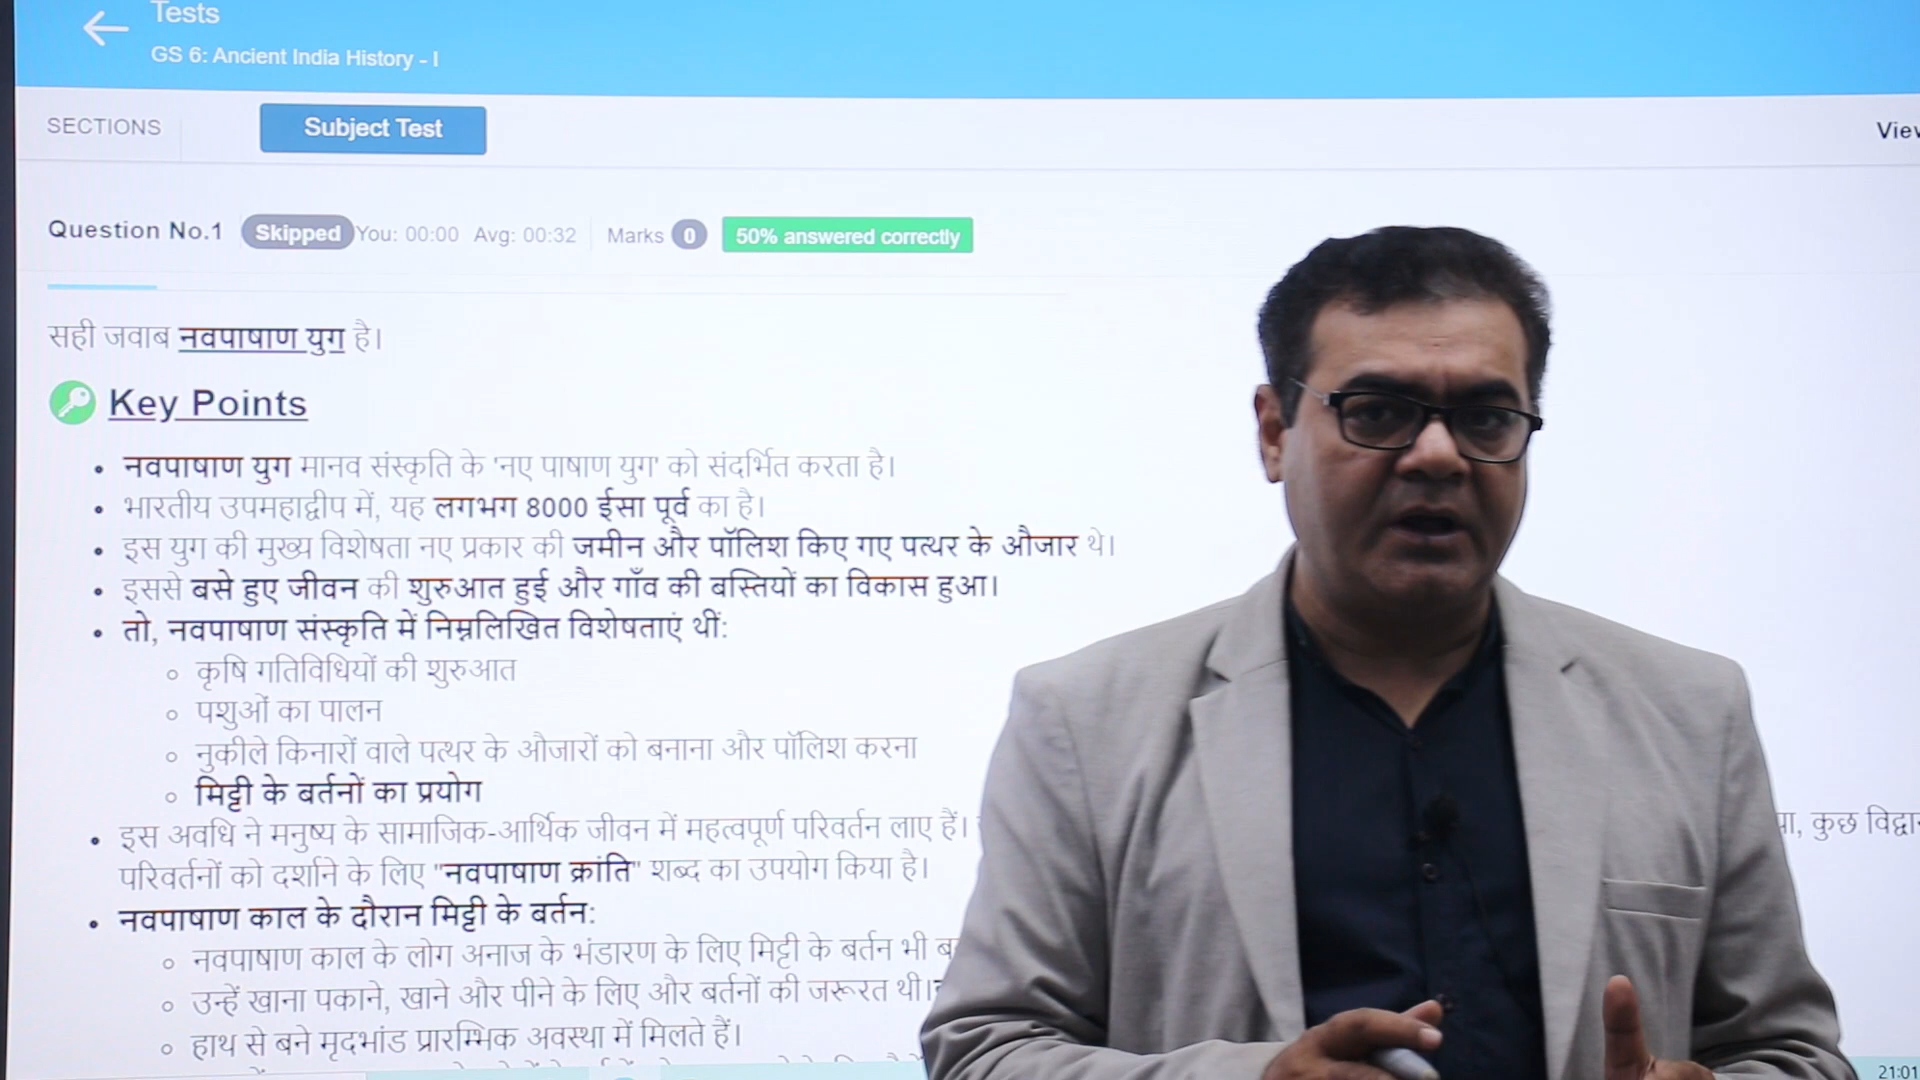 Tests
GS 6: Ancient India History - I
SECTIONS
Subject Test
Question No.1 Skipped You: 00:00 Avg: 00:32 Marks 0 50% answered correctly
सही जवाब नवपाषाण युग है।
Key Points
नवपाषाण युग मानव संस्कृति के 'नए पाषाण युग' को संदर्भित करता है।
भारतीय उपमहाद्वीप में, यह लगभग 8000 ईसा पूर्व का है।
इस युग की मुख्य विशेषता नए प्रकार की जमीन और पॉलिश किए गए पत्थर के औजार थे।
इससे बसे हुए जीवन की शुरुआत हुई और गाँव की बस्तियों का विकास हुआ।
तो, नवपाषाण संस्कृति में निम्नलिखित विशेषताएं थीं:
कृषि गतिविधियों की शुरुआत
पशुओं का पालन
नुकीले किनारों वाले पत्थर के औजारों को बनाना और पॉलिश करना
मिट्टी के बर्तनों का प्रयोग
इस अवधि ने मनुष्य के सामाजिक-आर्थिक जीवन में महत्वपूर्ण परिवर्तन लाए हैं। कुछ
परिवर्तनों को दर्शाने के लिए "नवपाषाण क्रांति" शब्द का उपयोग किया है।
नवपाषाण काल के दौरान मिट्टी के बर्तन:
नवपाषाण काल के लोग अनाज के भंडारण के लिए मिट्टी के बर्तन भी
उन्हें खाना पकाने, खाने और पीने के लिए और बर्तनों की जरूरत थी।
हाथ से बने मृदभांड प्रारम्भिक अवस्था में मिलते हैं।
21:01